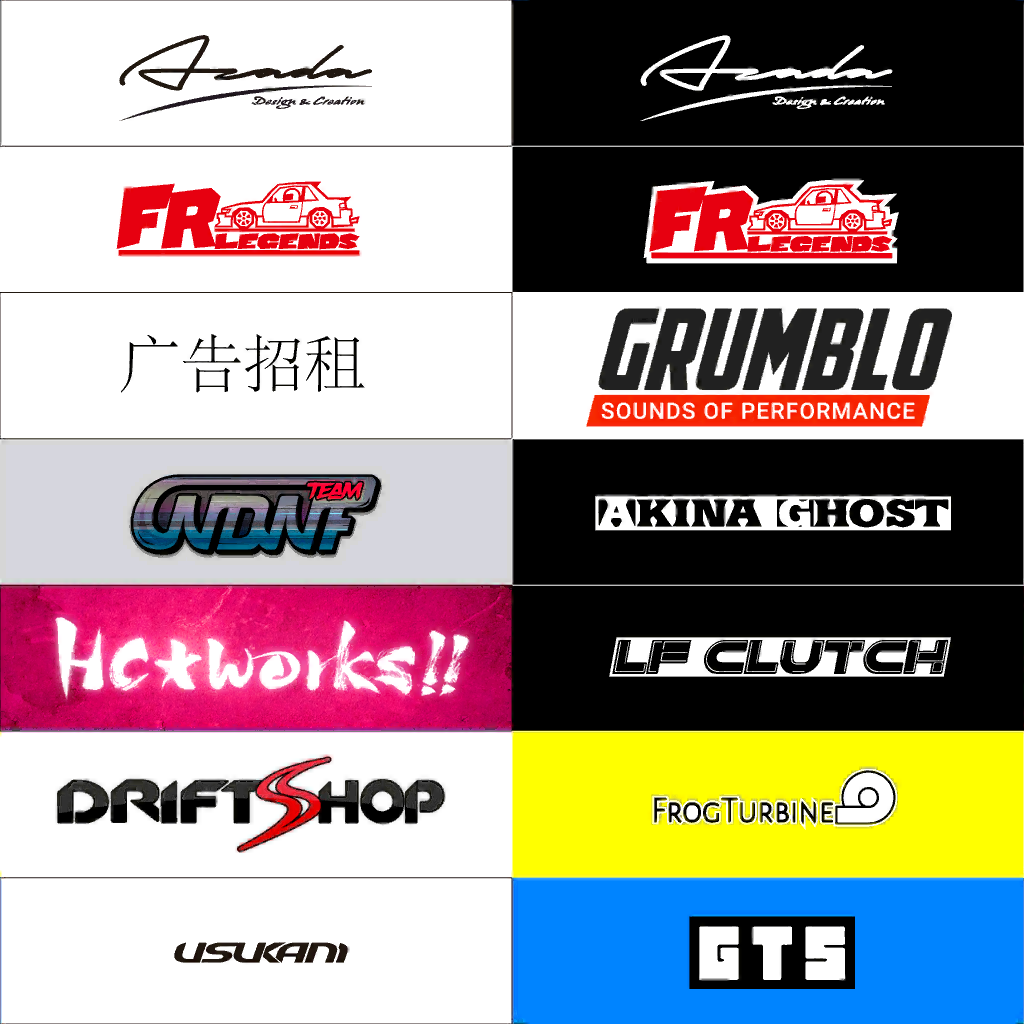 Azada
Design & Creation
Azada
Design & Creation
FR
LEGENDS
FR
LEGENDS
广告招租
GRUMBLO
SOUNDS OF PERFORMANCE
TEAM
WDNF
AKINA GHOST
HC★works!!
LF CLUTCH
DRIFTSHOP
FROGTURBINE
USUKANI
GTS